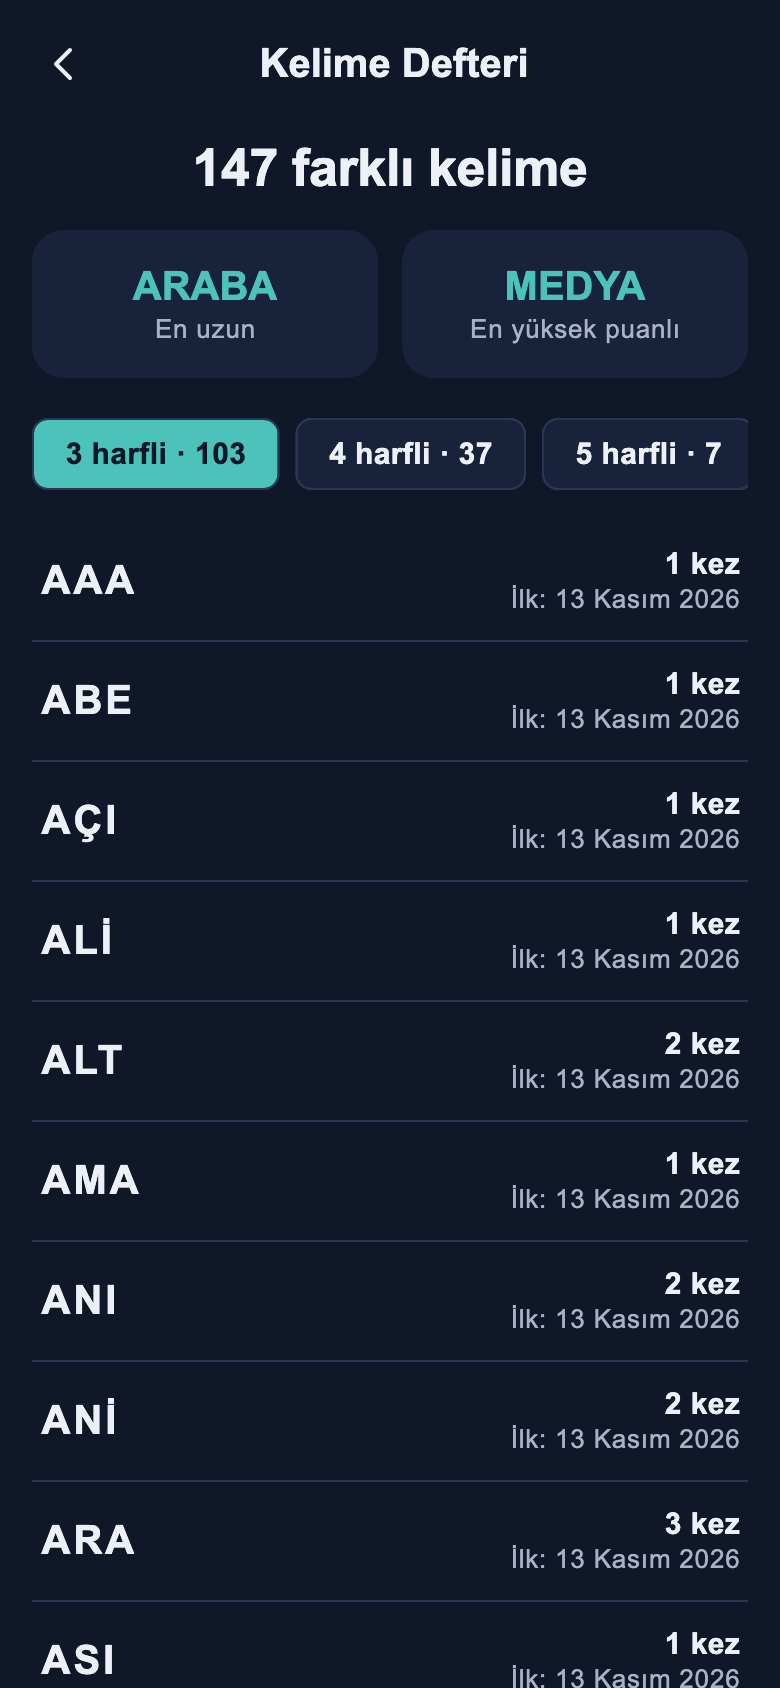 Kelime Defteri
147 farklı kelime
ARABA
En uzun
MEDYA
En yüksek puanlı
3 harfli · 103
4 harfli · 37
5 harfli · 7
AAA
1 kez
İlk: 13 Kasım 2026
ABE
1 kez
İlk: 13 Kasım 2026
AÇI
1 kez
İlk: 13 Kasım 2026
ALİ
1 kez
İlk: 13 Kasım 2026
ALT
2 kez
İlk: 13 Kasım 2026
AMA
1 kez
İlk: 13 Kasım 2026
ANI
2 kez
İlk: 13 Kasım 2026
ANİ
2 kez
İlk: 13 Kasım 2026
ARA
3 kez
İlk: 13 Kasım 2026
ASI
1 kez
İlk: 13 Kasım 2026